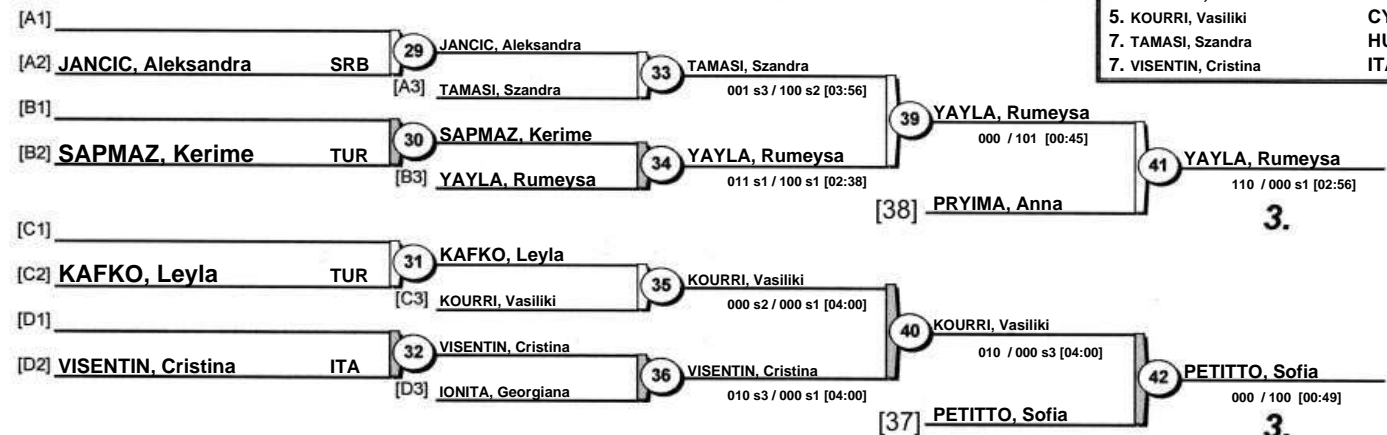 5. KOURRI, Vasiliki
7. TAMASI, Szandra
7. VISENTIN, Cristina ITA
[A1]
[A2] JANCIC, Aleksandra SRB
29
JANCIC, Aleksandra
[A3] TAMASI, Szandra
33
TAMASI, Szandra
001 s3 / 100 s2 [03:56]
[B1]
[B2] SAPMAZ, Kerime TUR
30
SAPMAZ, Kerime
[B3] YAYLA, Rumeysa
34
YAYLA, Rumeysa
011 s1 / 100 s1 [02:38]
39
YAYLA, Rumeysa
000 / 101 [00:45]
[38] PRYIMA, Anna
41
YAYLA, Rumeysa
110 / 000 s1 [02:56]
3.
[C1]
[C2] KAFKO, Leyla TUR
31
KAFKO, Leyla
[C3] KOURRI, Vasiliki
35
KOURRI, Vasiliki
000 s2 / 000 s1 [04:00]
[D1]
[D2] VISENTIN, Cristina ITA
32
VISENTIN, Cristina
[D3] IONITA, Georgiana
36
VISENTIN, Cristina
010 s3 / 000 s1 [04:00]
40
KOURRI, Vasiliki
010 / 000 s3 [04:00]
[37] PETITTO, Sofia
42
PETITTO, Sofia
000 / 100 [00:49]
3.